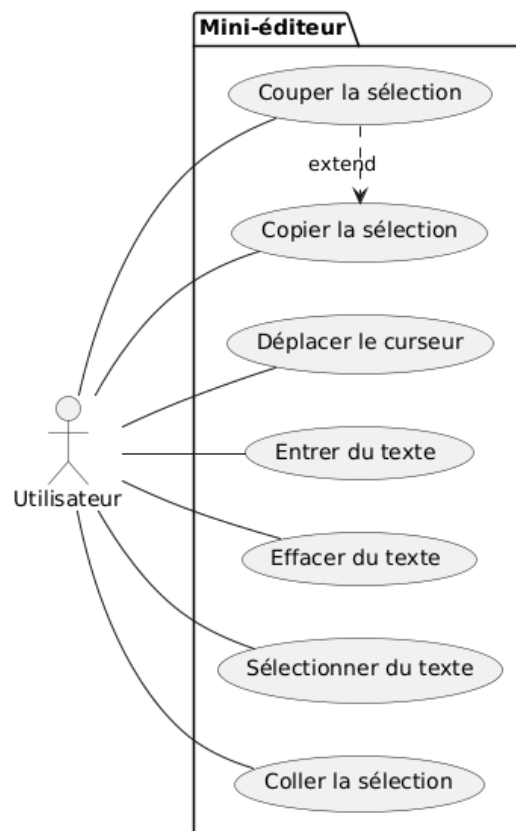 Mini-éditeur
Couper la sélection
extend
Copier la sélection
Déplacer le curseur
Entrer du texte
Utilisateur
Effacer du texte
Sélectionner du texte
Coller la sélection